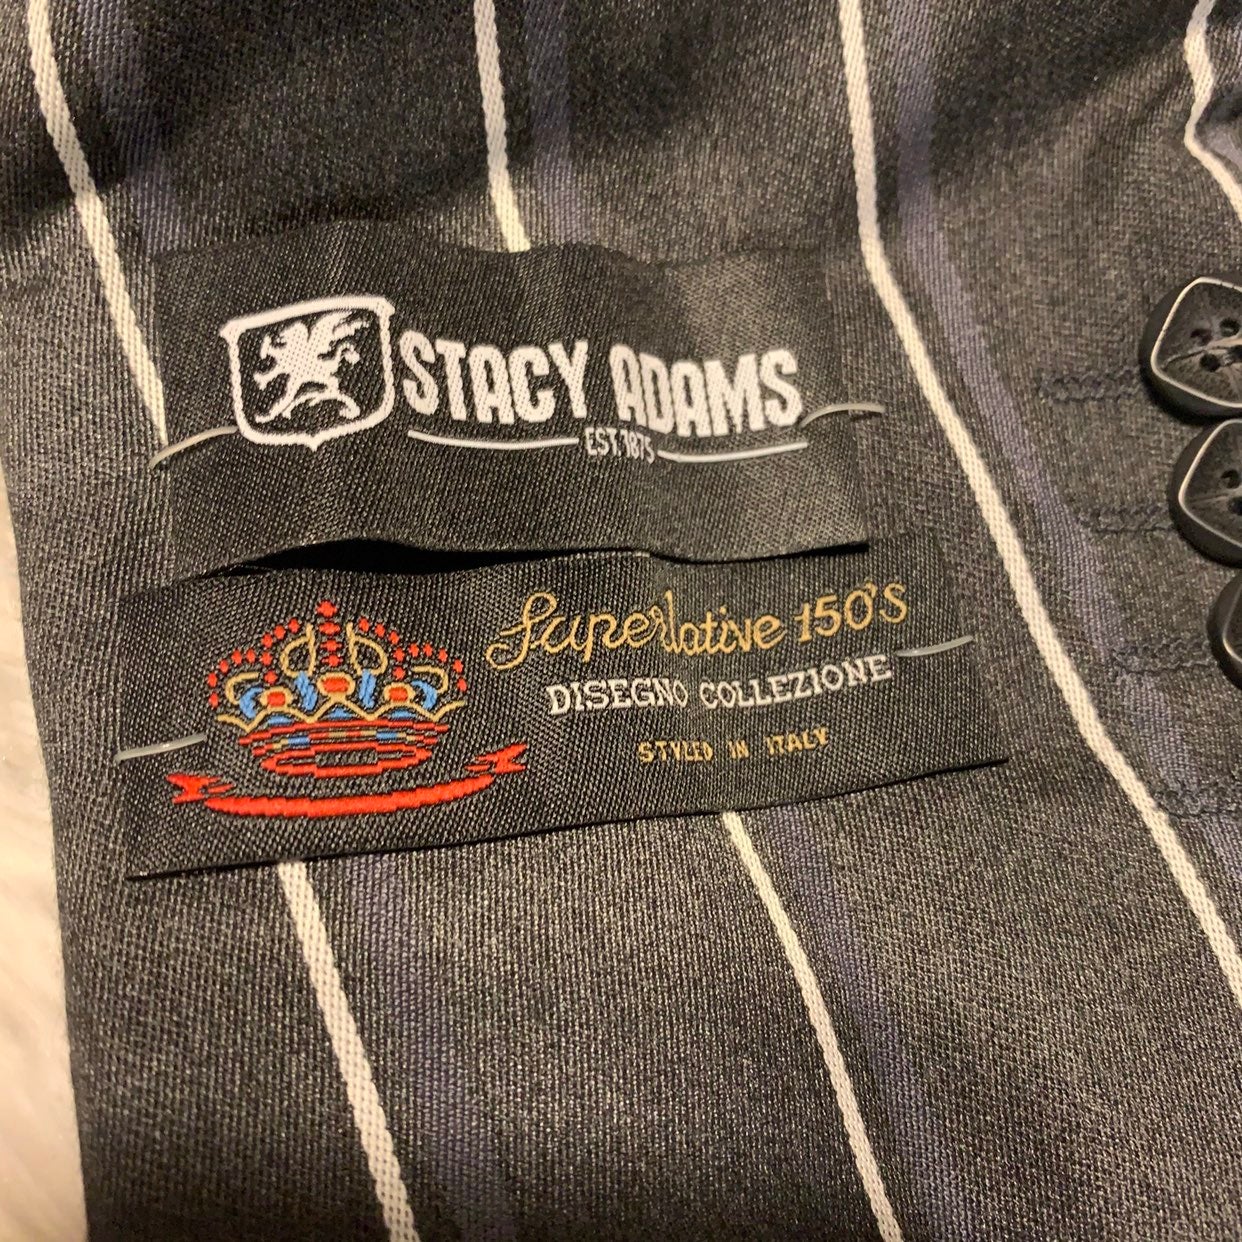 STACY ADAMS
EST. 1875
Superlative 150's
DISEGNO COLLEZIONE
STYLED IN ITALY